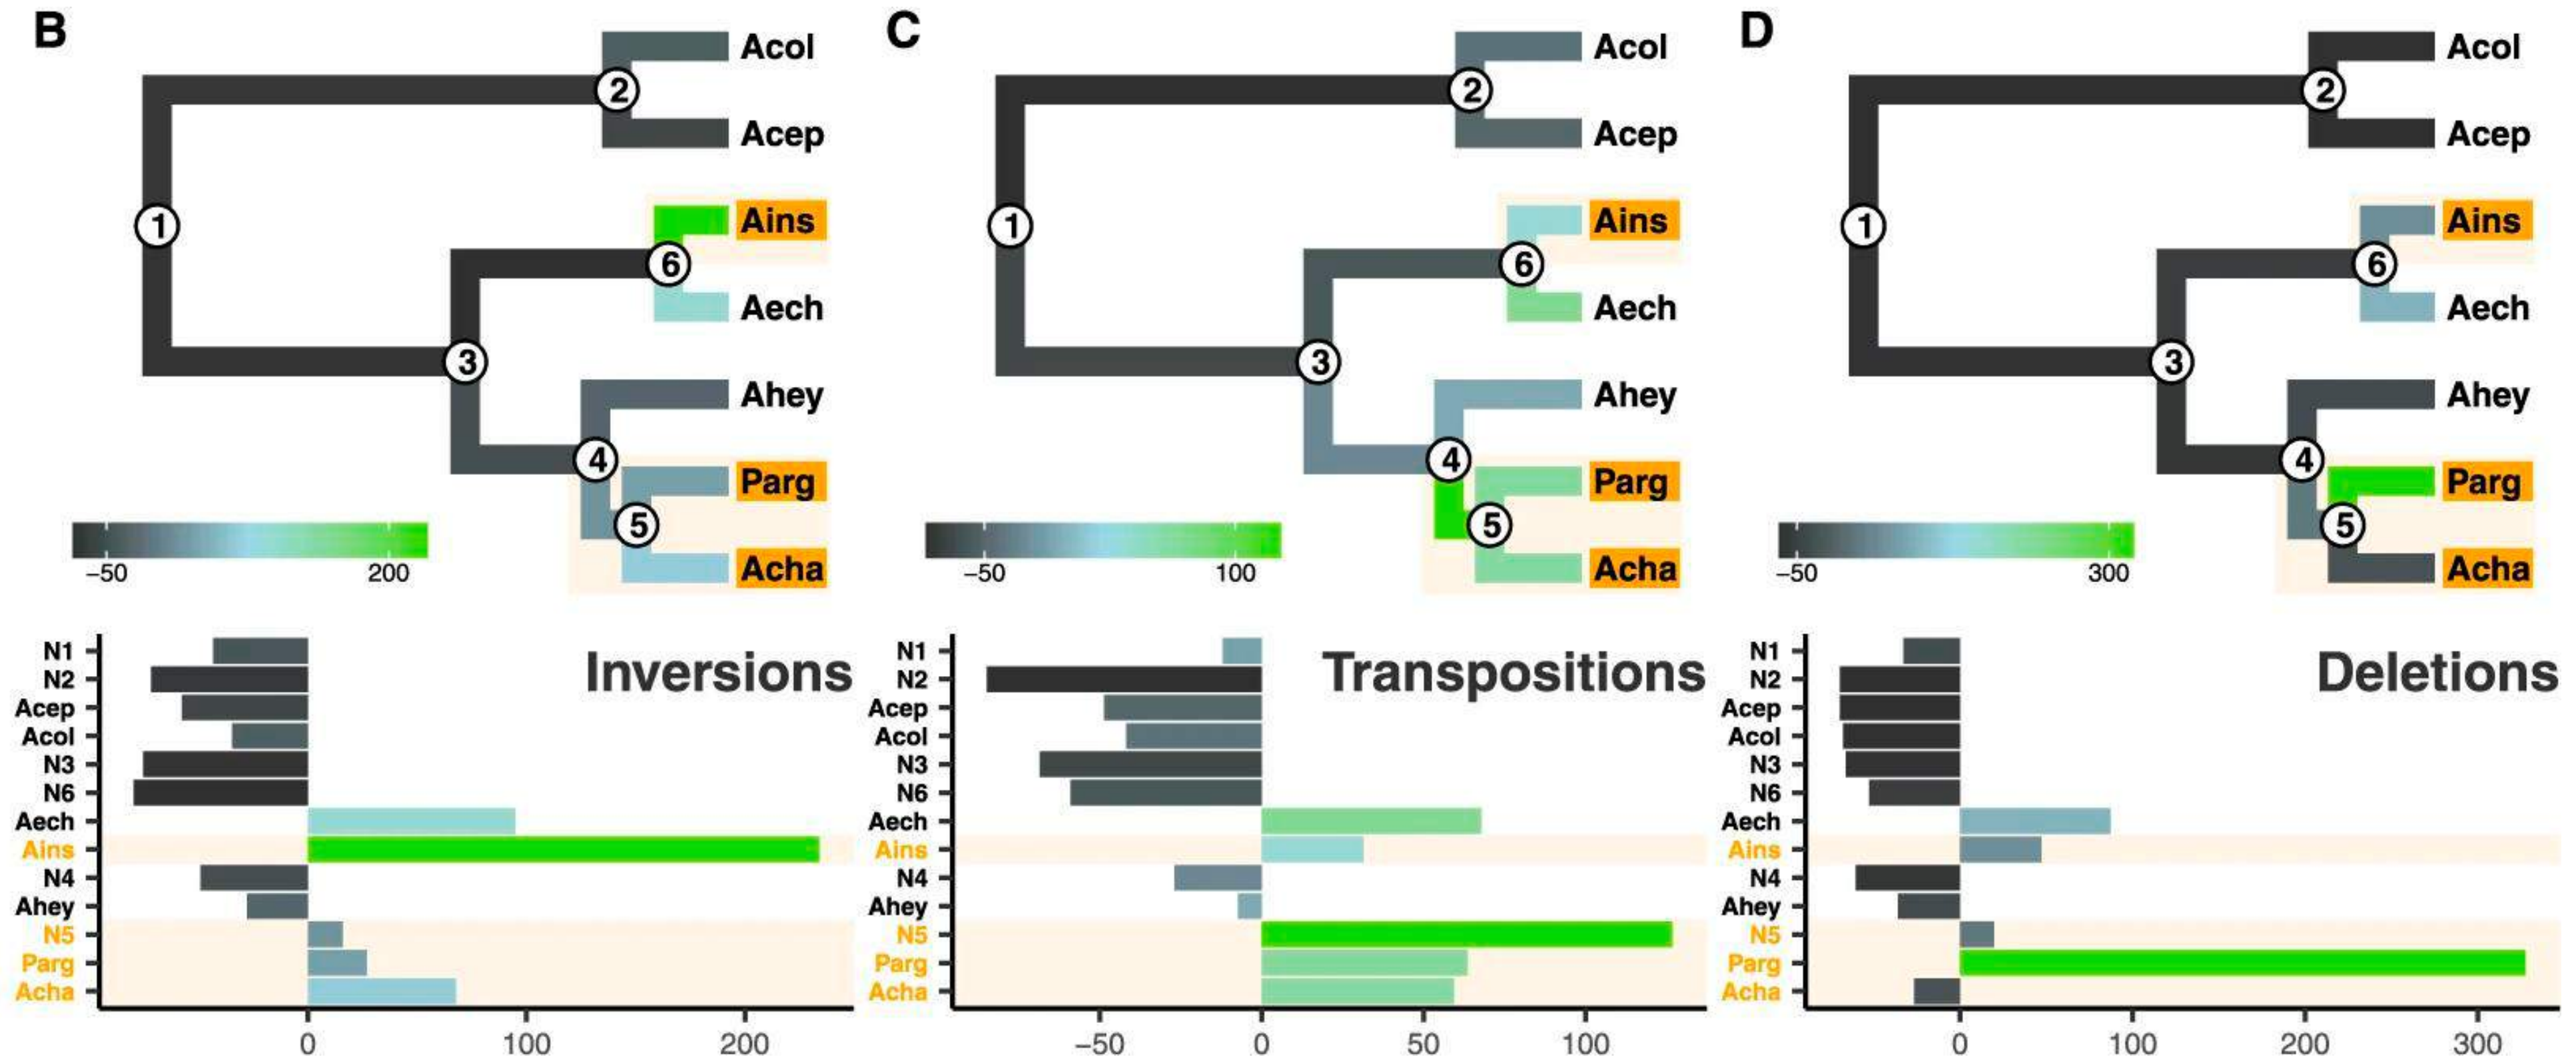 B
Acol
2
Acep
Ains
1
6
Aech
3
Ahey
4
Parg
5
Acha
−50 200
C
Acol
2
Acep
Ains
1
6
Aech
3
Ahey
4
Parg
5
Acha
−50 100
D
Acol
2
Acep
Ains
1
6
Aech
3
Ahey
4
Parg
5
Acha
−50 300
Inversions
N1
N2
Acep
Acol
N3
N6
Aech
Ains
N4
Ahey
N5
Parg
Acha
0 100 200
Transpositions
N1
N2
Acep
Acol
N3
N6
Aech
Ains
N4
Ahey
N5
Parg
Acha
−50 0 50 100
Deletions
N1
N2
Acep
Acol
N3
N6
Aech
Ains
N4
Ahey
N5
Parg
Acha
0 100 200 300